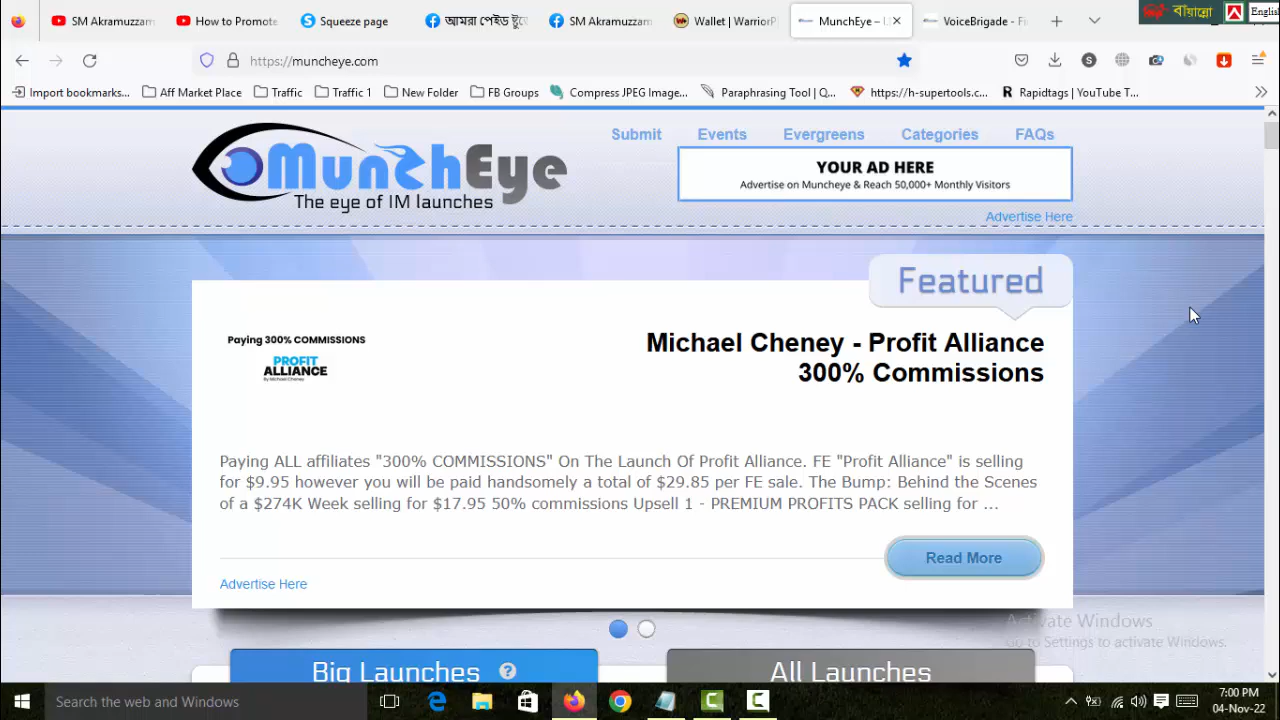 SM Akramuzzam
How to Promote
Squeeze page
আমরা পেইড টু
SM Akramuzzam
Wallet | WarriorP
MunchEye –
VoiceBrigade - Fi
English
https://muncheye.com
Import bookmarks...
Aff Market Place
Traffic
Traffic 1
New Folder
FB Groups
Compress JPEG Image...
Paraphrasing Tool | Q...
https://h-supertools.c...
Rapidtags | YouTube T...
MunchEye
The eye of IM launches
Submit
Events
Evergreens
Categories
FAQs
YOUR AD HERE
Advertise on Muncheye & Reach 50,000+ Monthly Visitors
Advertise Here
Featured
Paying 300% COMMISSIONS
PROFIT
ALLIANCE
By Michael Cheney
Michael Cheney - Profit Alliance
300% Commissions
Paying ALL affiliates "300% COMMISSIONS" On The Launch Of Profit Alliance. FE "Profit Alliance" is selling
for $9.95 however you will be paid handsomely a total of $29.85 per FE sale. The Bump: Behind the Scenes
of a $274K Week selling for $17.95 50% commissions Upsell 1 - PREMIUM PROFITS PACK selling for ...
Read More
Advertise Here
Activate Windows
Go to Settings to activate Windows.
Big Launches ?
All Launches
Search the web and Windows
7:00 PM
04-Nov-22